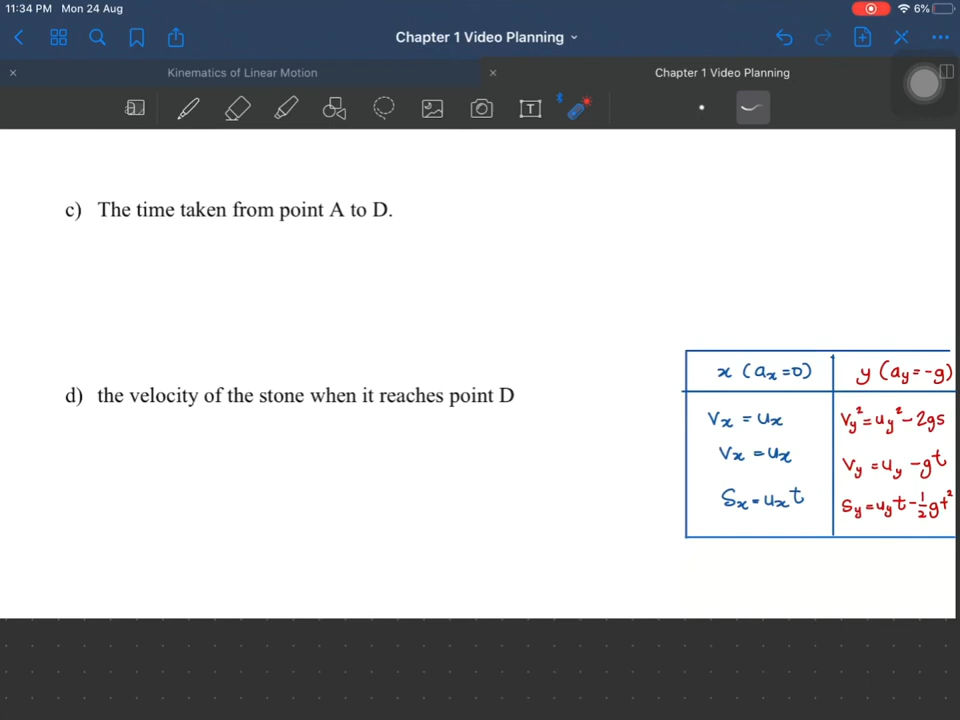 11:34 PM Mon 24 Aug
6%
Chapter 1 Video Planning
Kinematics of Linear Motion
Chapter 1 Video Planning
T
c) The time taken from point A to D.
d) the velocity of the stone when it reaches point D
x (ax=0) y (ay=-g)
Vx = ux Vy²=uy²-2gs
Vx = ux Vy = uy -gt
Sx = uxt Sy=uyt-½gt²